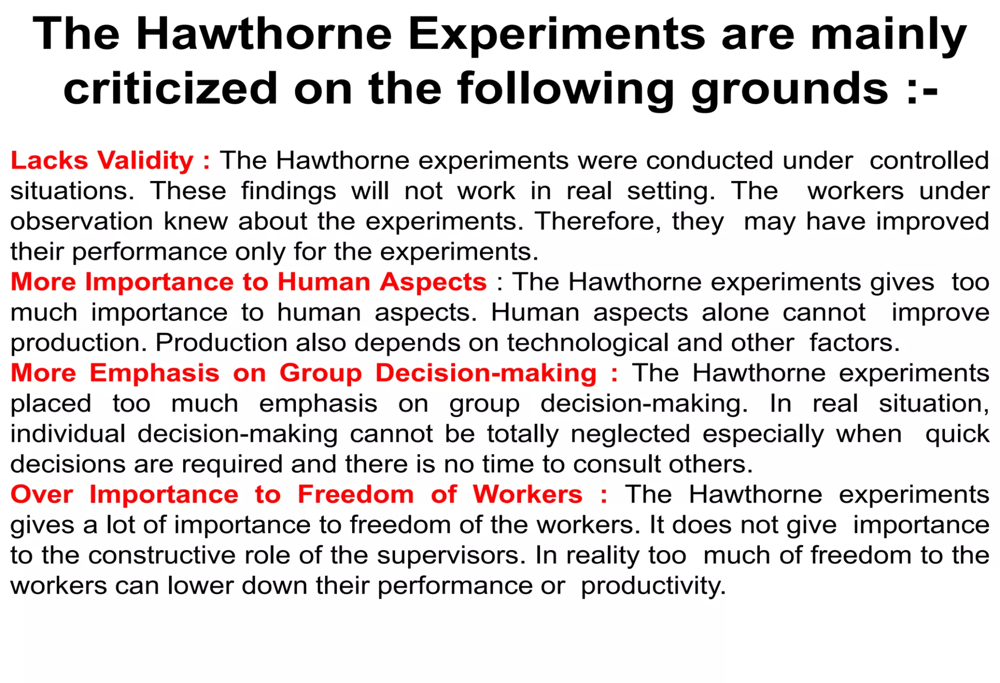 The Hawthorne Experiments are mainly
criticized on the following grounds :-
Lacks Validity : The Hawthorne experiments were conducted under controlled
situations. These findings will not work in real setting. The workers under
observation knew about the experiments. Therefore, they may have improved
their performance only for the experiments.
More Importance to Human Aspects : The Hawthorne experiments gives too
much importance to human aspects. Human aspects alone cannot improve
production. Production also depends on technological and other factors.
More Emphasis on Group Decision-making : The Hawthorne experiments
placed too much emphasis on group decision-making. In real situation,
individual decision-making cannot be totally neglected especially when quick
decisions are required and there is no time to consult others.
Over Importance to Freedom of Workers : The Hawthorne experiments
gives a lot of importance to freedom of the workers. It does not give importance
to the constructive role of the supervisors. In reality too much of freedom to the
workers can lower down their performance or productivity.